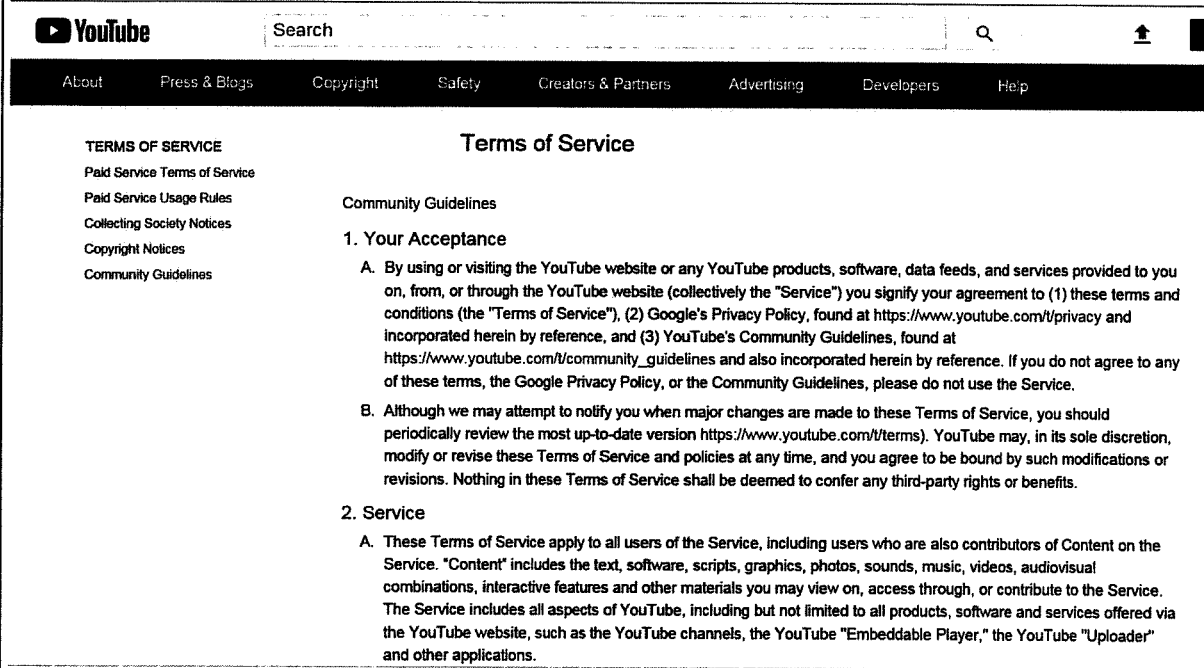 YouTube
Search
About Press & Blogs Copyright Safety Creators & Partners Advertising Developers Help
TERMS OF SERVICE
Paid Service Terms of Service
Paid Service Usage Rules
Collecting Society Notices
Copyright Notices
Community Guidelines
Terms of Service
Community Guidelines
1. Your Acceptance
A. By using or visiting the YouTube website or any YouTube products, software, data feeds, and services provided to you
on, from, or through the YouTube website (collectively the "Service") you signify your agreement to (1) these terms and
conditions (the "Terms of Service"), (2) Google's Privacy Policy, found at https://www.youtube.com/t/privacy and
incorporated herein by reference, and (3) YouTube's Community Guidelines, found at
https://www.youtube.com/t/community_guidelines and also incorporated herein by reference. If you do not agree to any
of these terms, the Google Privacy Policy, or the Community Guidelines, please do not use the Service.
B. Although we may attempt to notify you when major changes are made to these Terms of Service, you should
periodically review the most up-to-date version https://www.youtube.com/t/terms). YouTube may, in its sole discretion,
modify or revise these Terms of Service and policies at any time, and you agree to be bound by such modifications or
revisions. Nothing in these Terms of Service shall be deemed to confer any third-party rights or benefits.
2. Service
A. These Terms of Service apply to all users of the Service, including users who are also contributors of Content on the
Service. "Content" includes the text, software, scripts, graphics, photos, sounds, music, videos, audiovisual
combinations, interactive features and other materials you may view on, access through, or contribute to the Service.
The Service includes all aspects of YouTube, including but not limited to all products, software and services offered via
the YouTube website, such as the YouTube channels, the YouTube "Embeddable Player," the YouTube "Uploader"
and other applications.